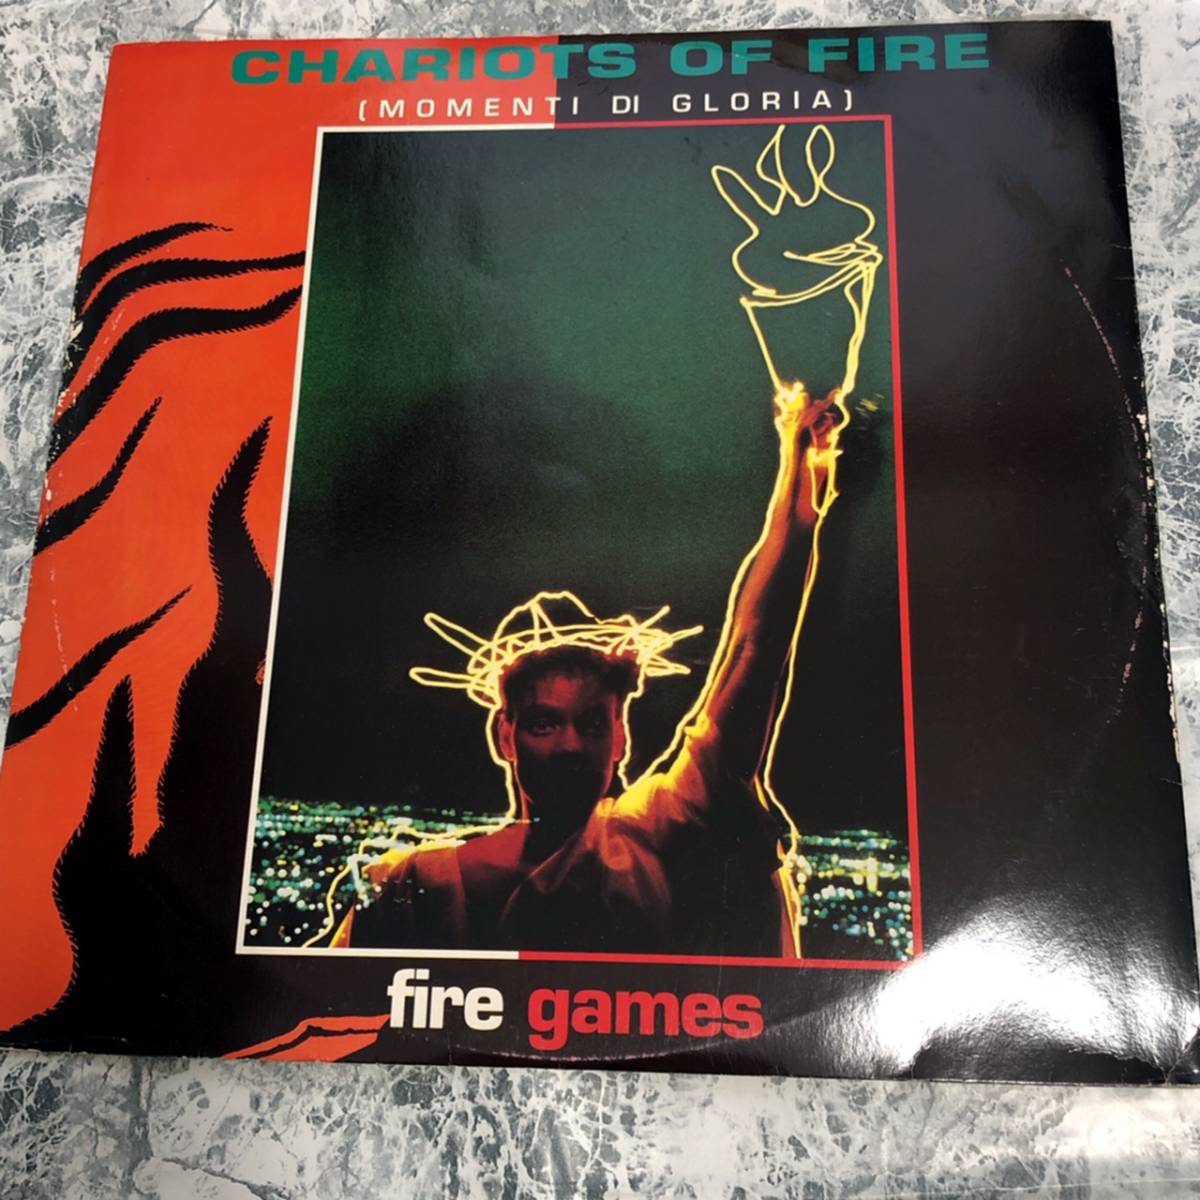 CHARIOTS OF FIRE
(MOMENTI DI GLORIA)
fire games